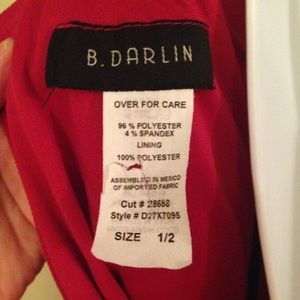 B. DARLIN
OVER FOR CARE
96 % POLYESTER
4 % SPANDEX
LINING
100% POLYESTER
ASSEMBLED IN MEXICO
OF IMPORTED FABRIC
Cut # 28688
Style # D27X7095
SIZE 1/2